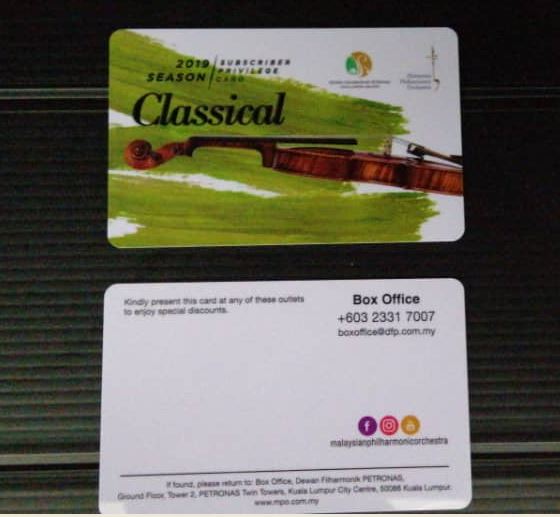 2019
SEASON
SUBSCRIBER
PRIVILEGE
CARD
Classical
Malaysian
Philharmonic
Orchestra
Kindly present this card at any of these outlets
to enjoy special discounts.
Box Office
+603 2331 7007
boxoffice@dfp.com.my
malaysianphilharmonicorchestra
If found, please return to: Box Office, Dewan Filharmonik PETRONAS,
Ground Floor, Tower 2, PETRONAS Twin Towers, Kuala Lumpur City Centre, 50088 Kuala Lumpur.
www.mpo.com.my